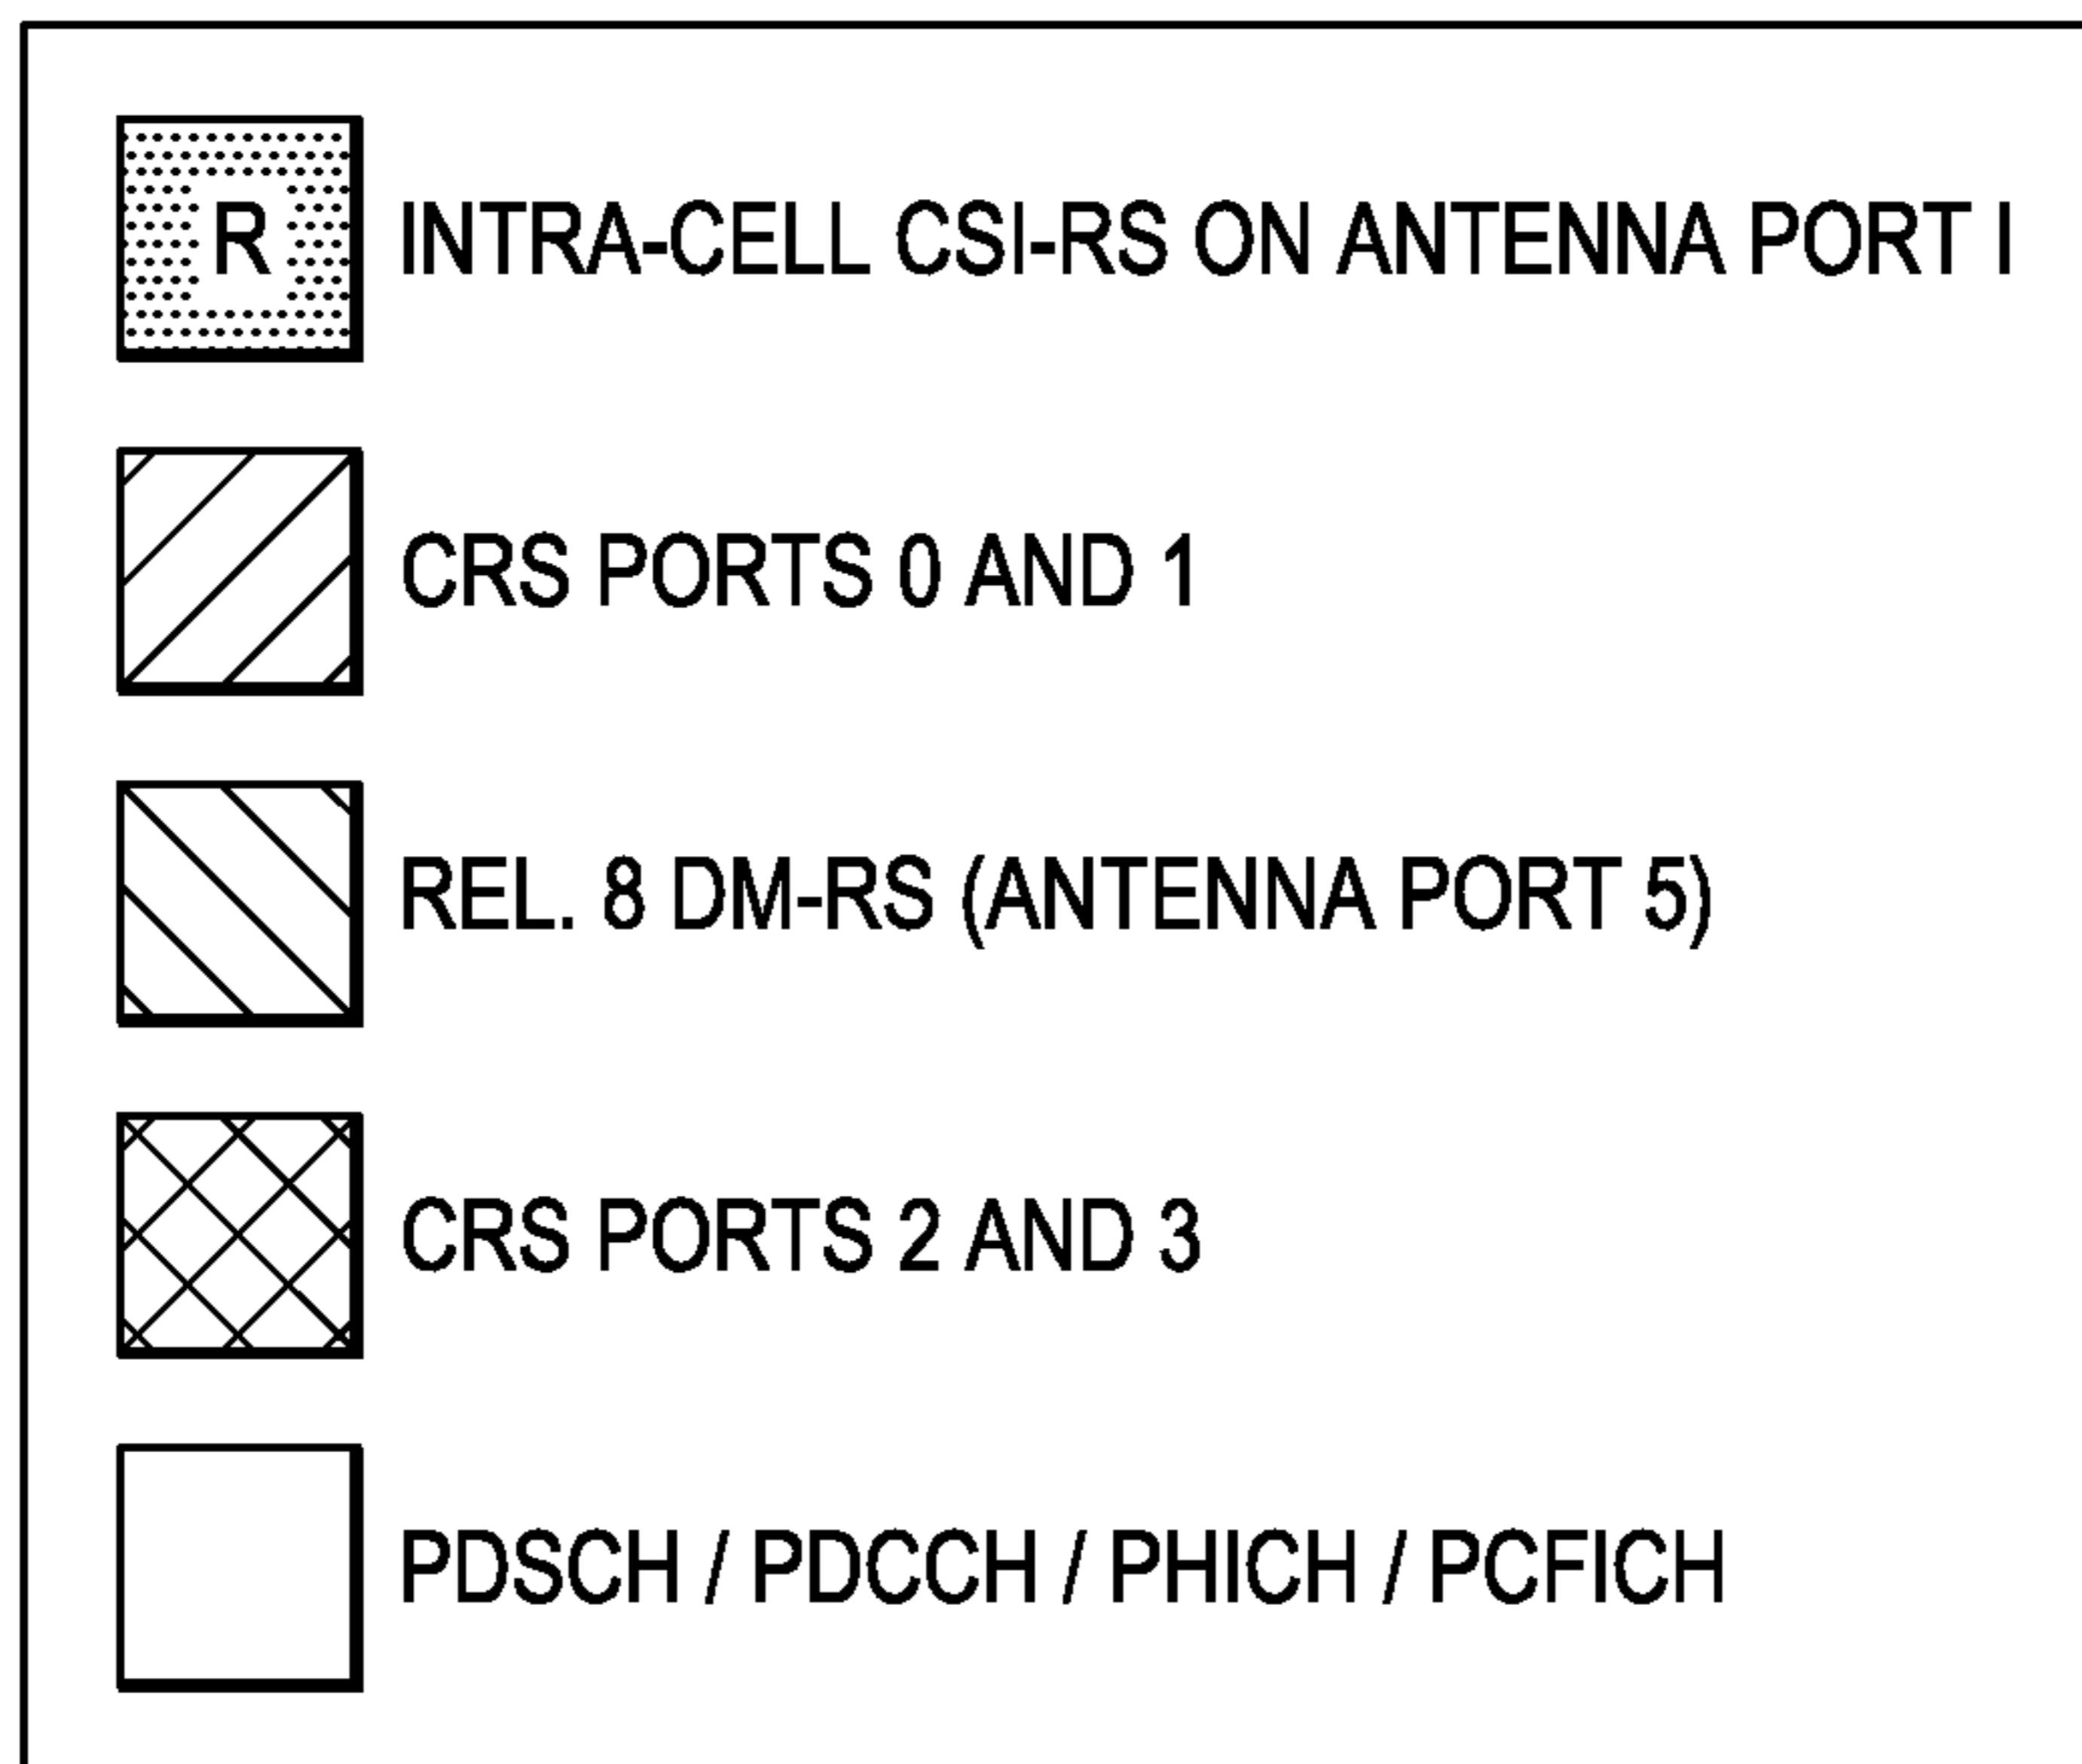 R INTRA-CELL CSI-RS ON ANTENNA PORT I
CRS PORTS 0 AND 1
REL. 8 DM-RS (ANTENNA PORT 5)
CRS PORTS 2 AND 3
PDSCH / PDCCH / PHICH / PCFICH